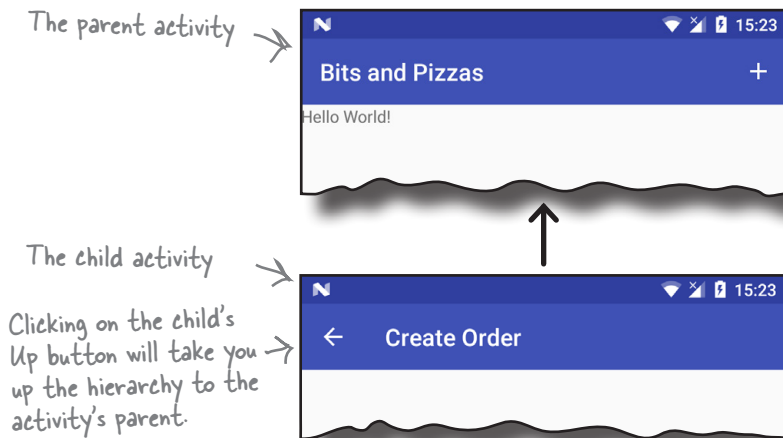 The parent activity
15:23
Bits and Pizzas +
Hello World!
The child activity
15:23
Clicking on the child's
Up button will take you
up the hierarchy to the
activity's parent.
Create Order